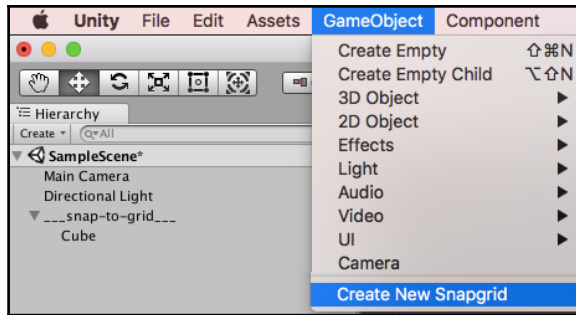 Unity File Edit Assets GameObject Component
Create Empty ⇧⌘N
Create Empty Child ⌥⇧N
3D Object
2D Object
Effects
Light
Audio
Video
UI
Camera
Create New Snapgrid
Hierarchy
Create All
SampleScene*
Main Camera
Directional Light
___snap-to-grid___
Cube